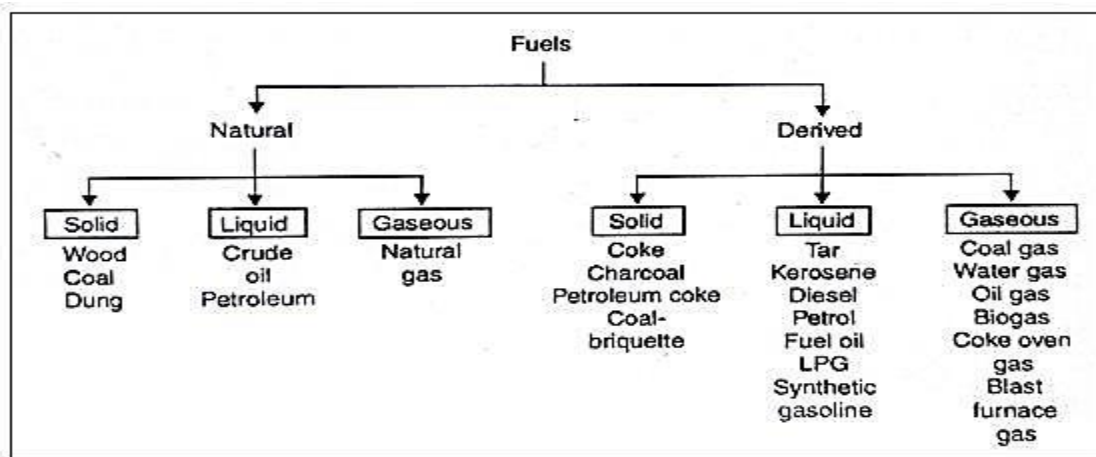 Fuels
Natural
Derived
Solid
Wood
Coal
Dung
Liquid
Crude
oil
Petroleum
Gaseous
Natural
gas
Solid
Coke
Charcoal
Petroleum coke
Coal-
briquette
Liquid
Tar
Kerosene
Diesel
Petrol
Fuel oil
LPG
Synthetic
gasoline
Gaseous
Coal gas
Water gas
Oil gas
Biogas
Coke oven
gas
Blast
furnace
gas